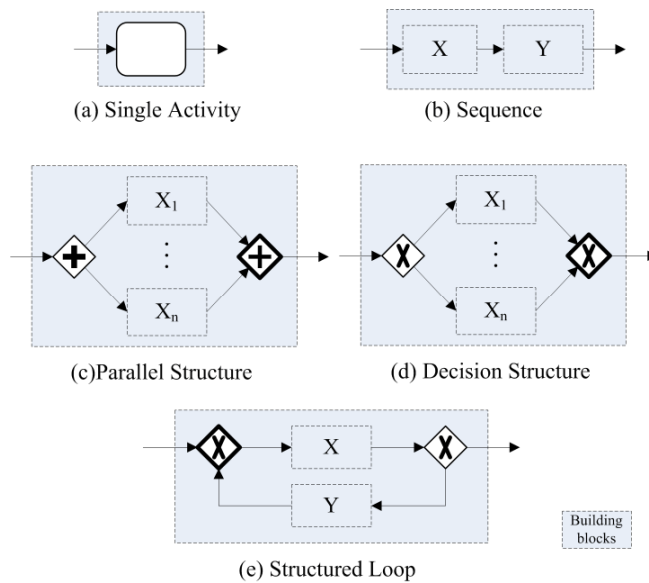 (a) Single Activity
X Y
(b) Sequence
X1
⋮
Xn
(c)Parallel Structure
X1
⋮
Xn
(d) Decision Structure
X
Y
(e) Structured Loop
Building
blocks